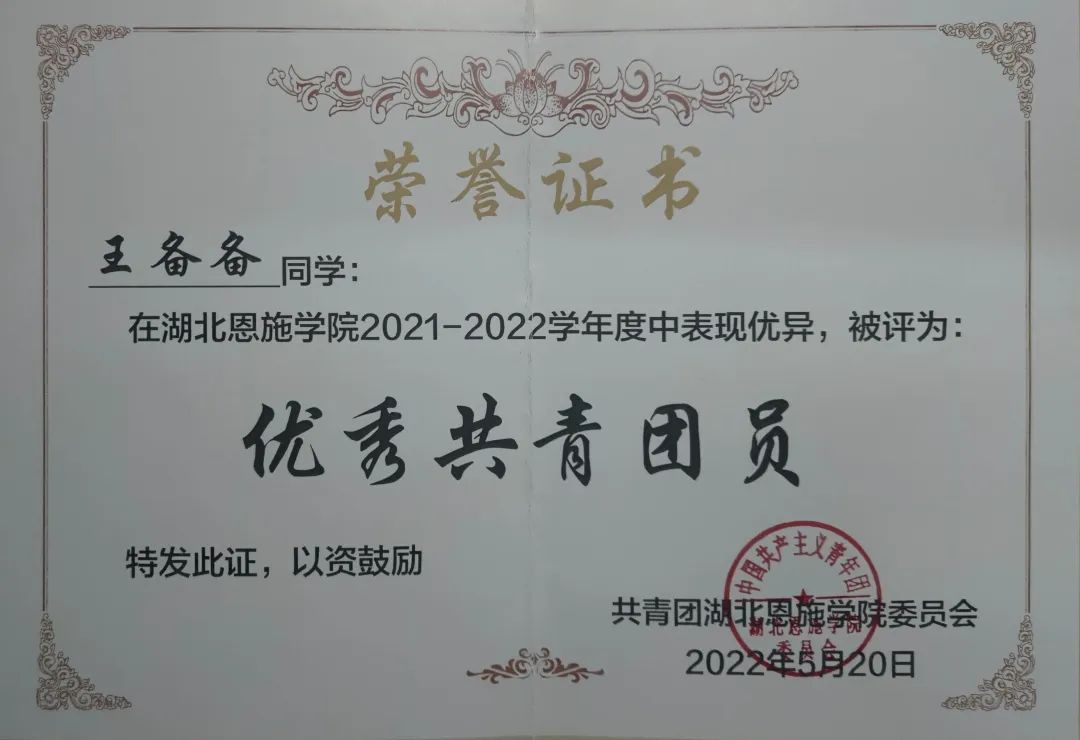 荣誉证书
王备备同学：
在湖北恩施学院2021-2022学年度中表现优异，被评为：
优秀共青团员
特发此证，以资鼓励
中国共产主义青年团
共青团湖北恩施学院委员会
湖北恩施学院
委员会
2022年5月20日